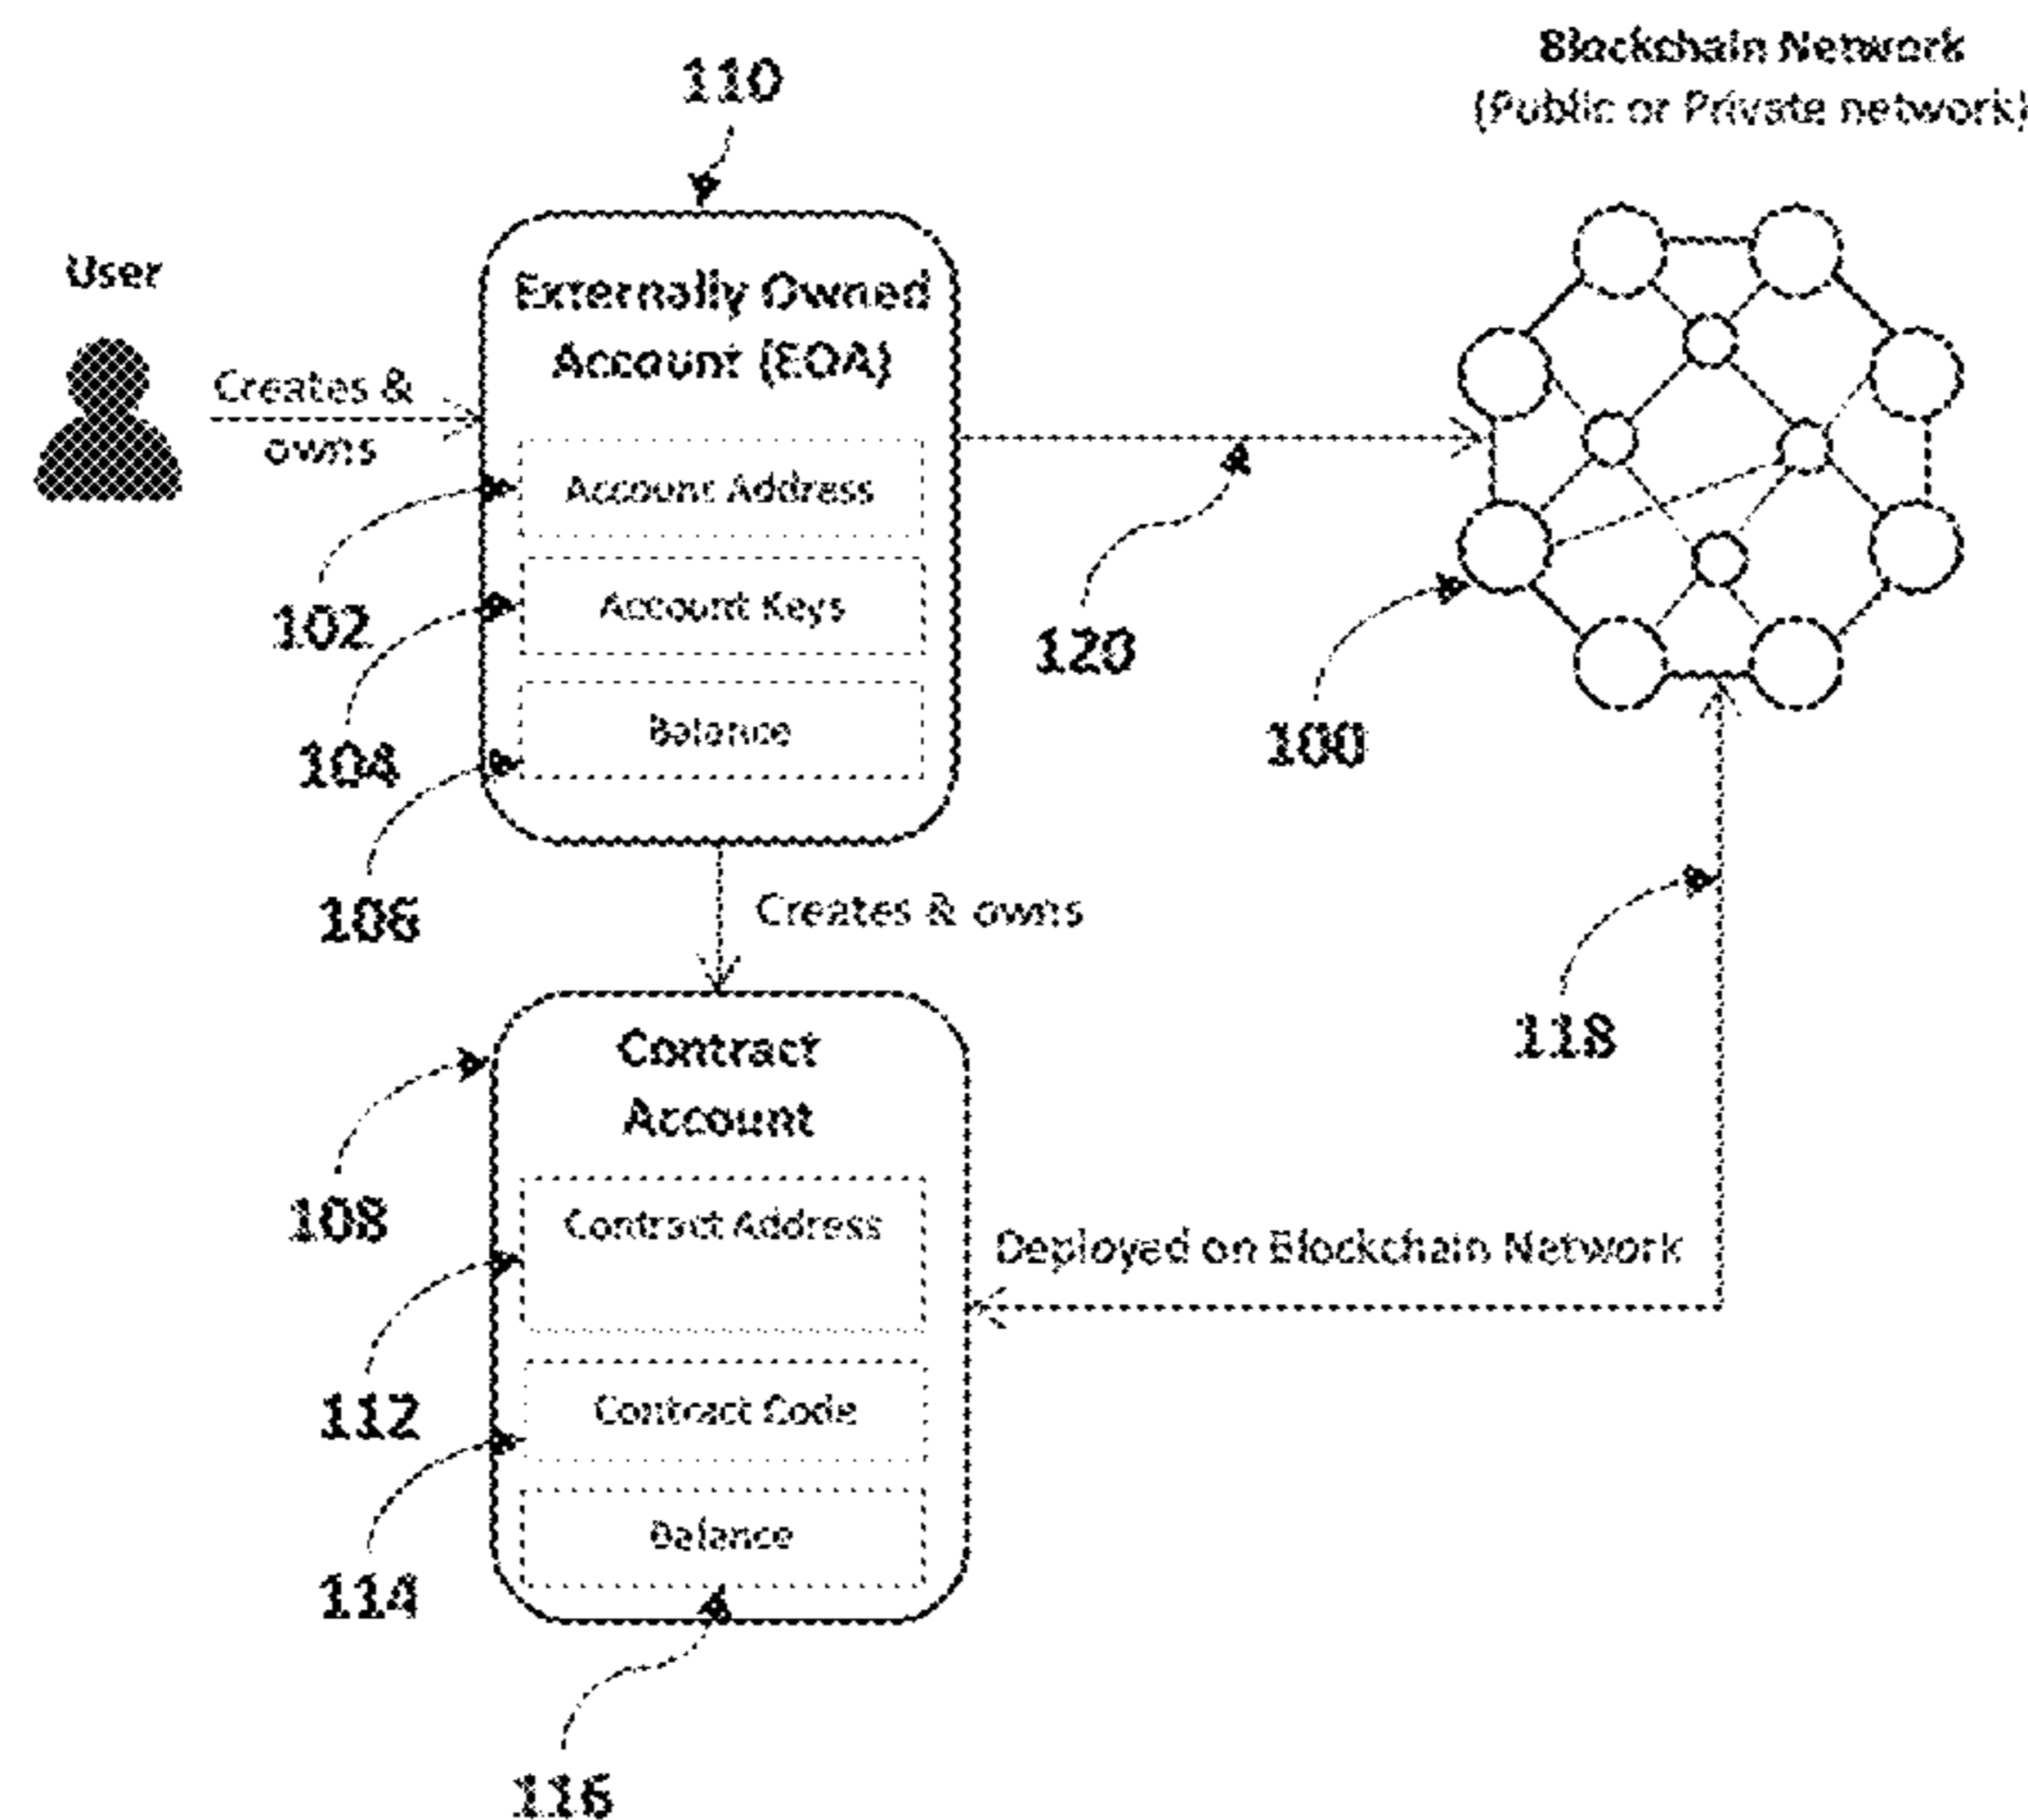 Blockchain Network
(Public or Private network)
110
User
Externally Owned
Account (EOA)
Creates &
owns
Account Address
102
Account Keys
120
104
Balance
100
106
Creates & owns
118
108
Contract
Account
Contract Address
Deployed on Blockchain Network
112
Contract Code
114
Balance
116